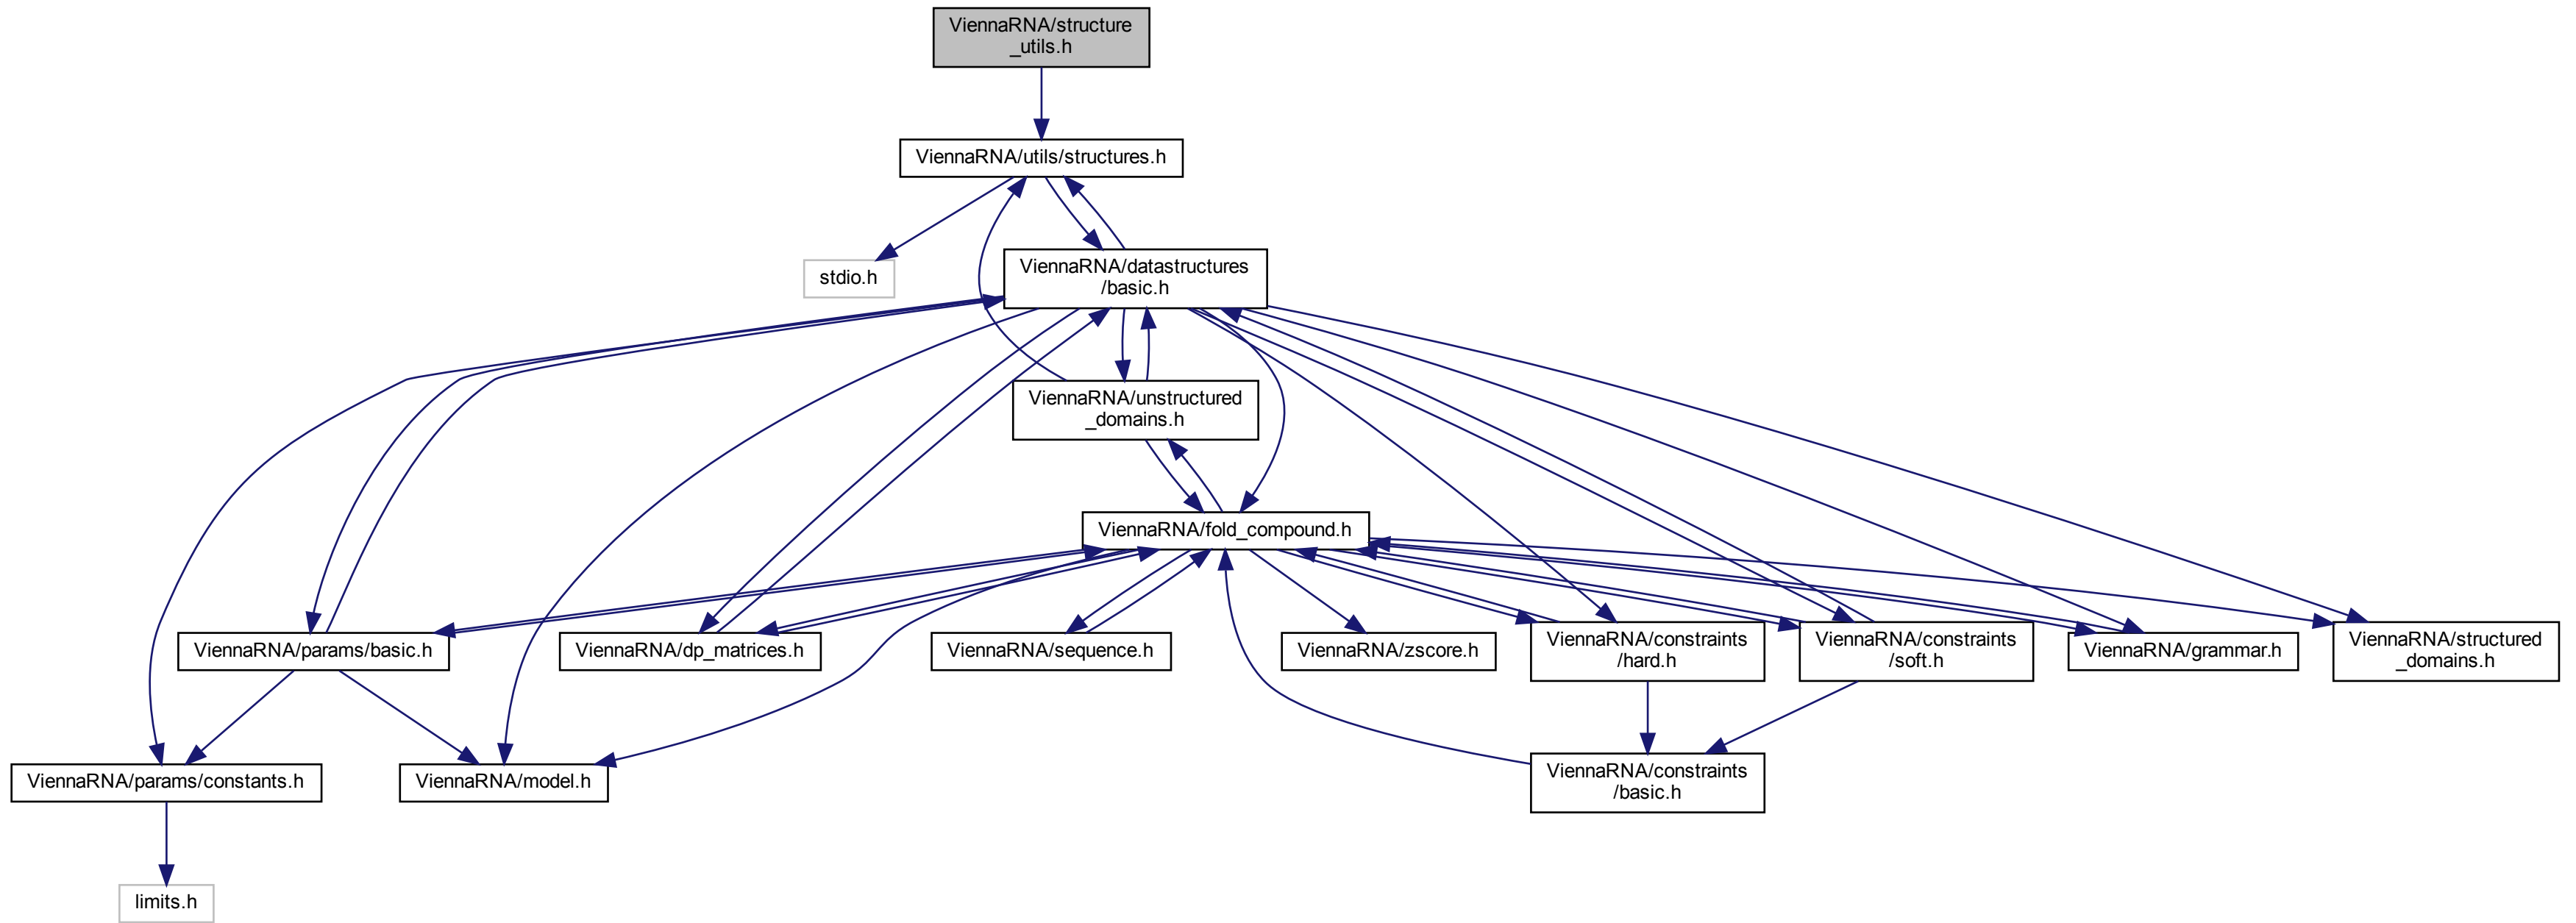 ViennaRNA/structure
_utils.h
ViennaRNA/utils/structures.h
stdio.h
ViennaRNA/datastructures
/basic.h
ViennaRNA/unstructured
_domains.h
ViennaRNA/fold_compound.h
ViennaRNA/params/basic.h
ViennaRNA/dp_matrices.h
ViennaRNA/sequence.h
ViennaRNA/zscore.h
ViennaRNA/constraints
/hard.h
ViennaRNA/constraints
/soft.h
ViennaRNA/grammar.h
ViennaRNA/structured
_domains.h
ViennaRNA/params/constants.h
ViennaRNA/model.h
ViennaRNA/constraints
/basic.h
limits.h